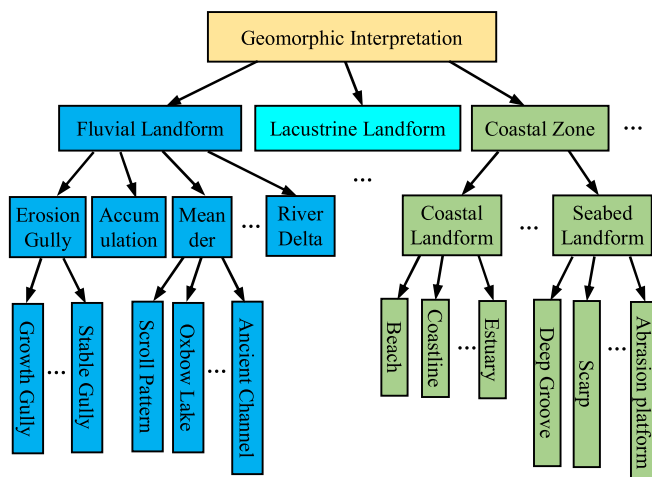 Geomorphic Interpretation
Fluvial Landform
Lacustrine Landform
Coastal Zone
...
...
Erosion
Gully
Accum
ulation
Mean
der
...
River
Delta
Coastal
Landform
...
Seabed
Landform
Growth Gully
...
Stable Gully
Scroll Pattern
Oxbow Lake
...
Ancient Channel
Beach
Coastline
...
Estuary
Deep Groove
Scarp
...
Abrasion platform